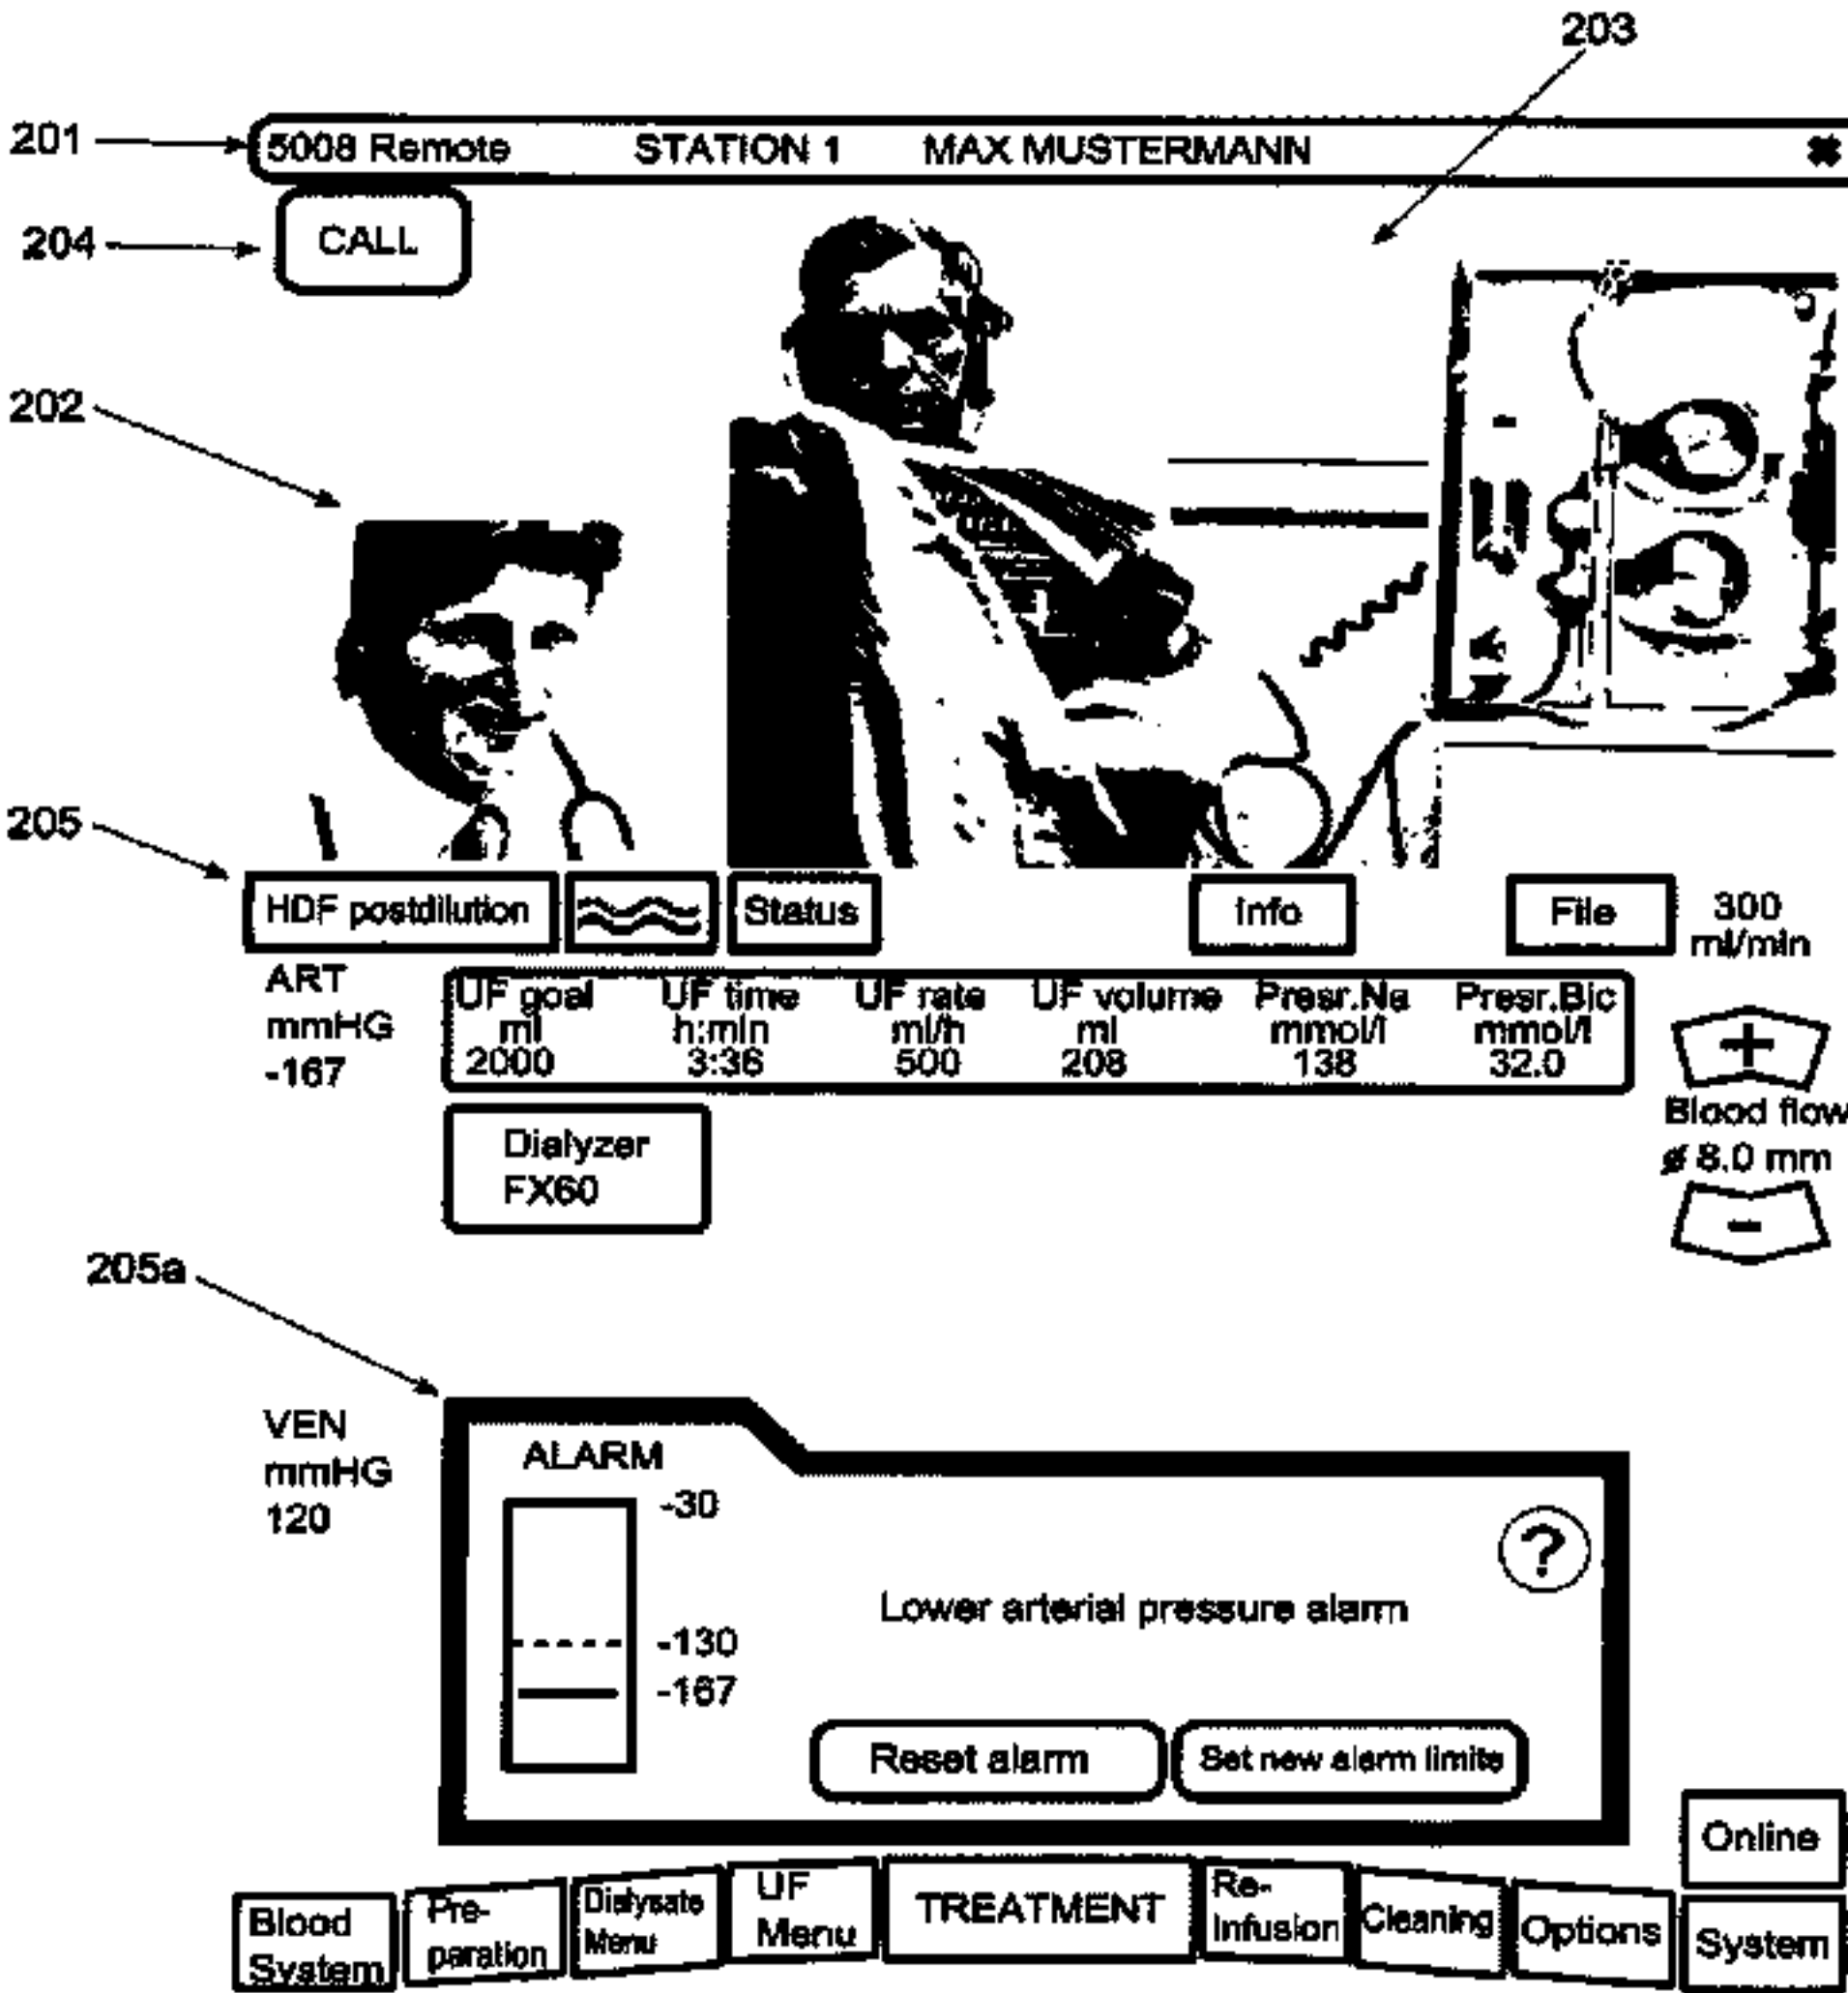 203
201
5008 Remote STATION 1 MAX MUSTERMANN ✖
204
CALL
202
205
HDF postdilution Status Info File 300
ml/min
ART
mmHG
-167
UF goal UF time UF rate UF volume Presr.Na Presr.Bic
ml h:min ml/h ml mmol/l mmol/l
2000 3:36 500 208 138 32.0
+
Blood flow
ø 8.0 mm
-
Dialyzer
FX60
205a
VEN
mmHG
120
ALARM
-30
?
Lower arterial pressure alarm
-130
-167
Reset alarm Set new alarm limits
Online
Blood
System
Pre-
paration
Dialysate
Menu
UF
Menu
TREATMENT
Re-
Infusion
Cleaning
Options
System